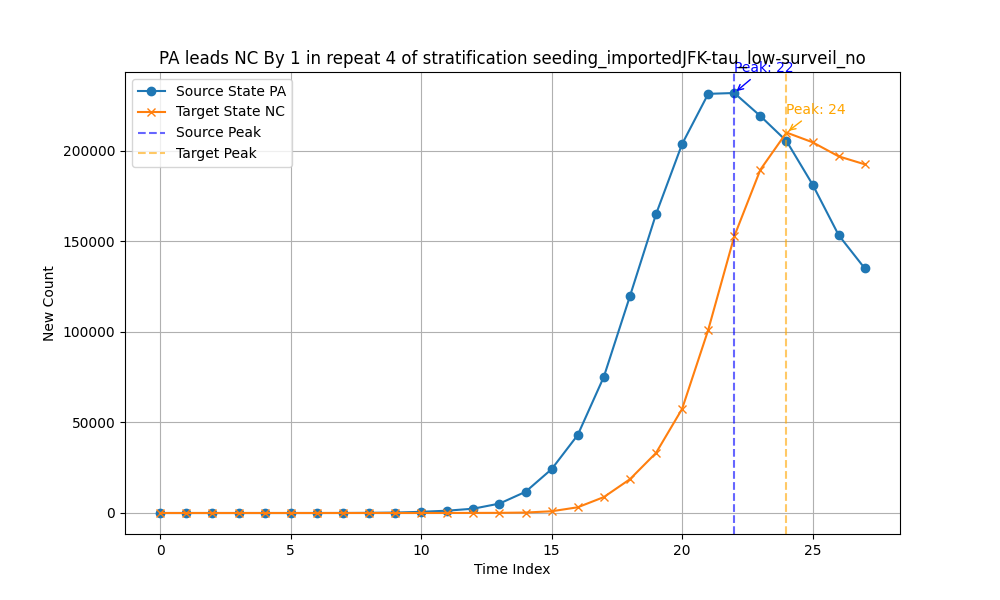 PA leads NC By 1 in repeat 4 of stratification seeding_importedJFK-tau_low-surveil_no
Peak: 22
Source State PA
Target State NC
Source Peak
Target Peak
Peak: 24
200000
150000
100000
50000
0
New Count
0 5 10 15 20 25
Time Index